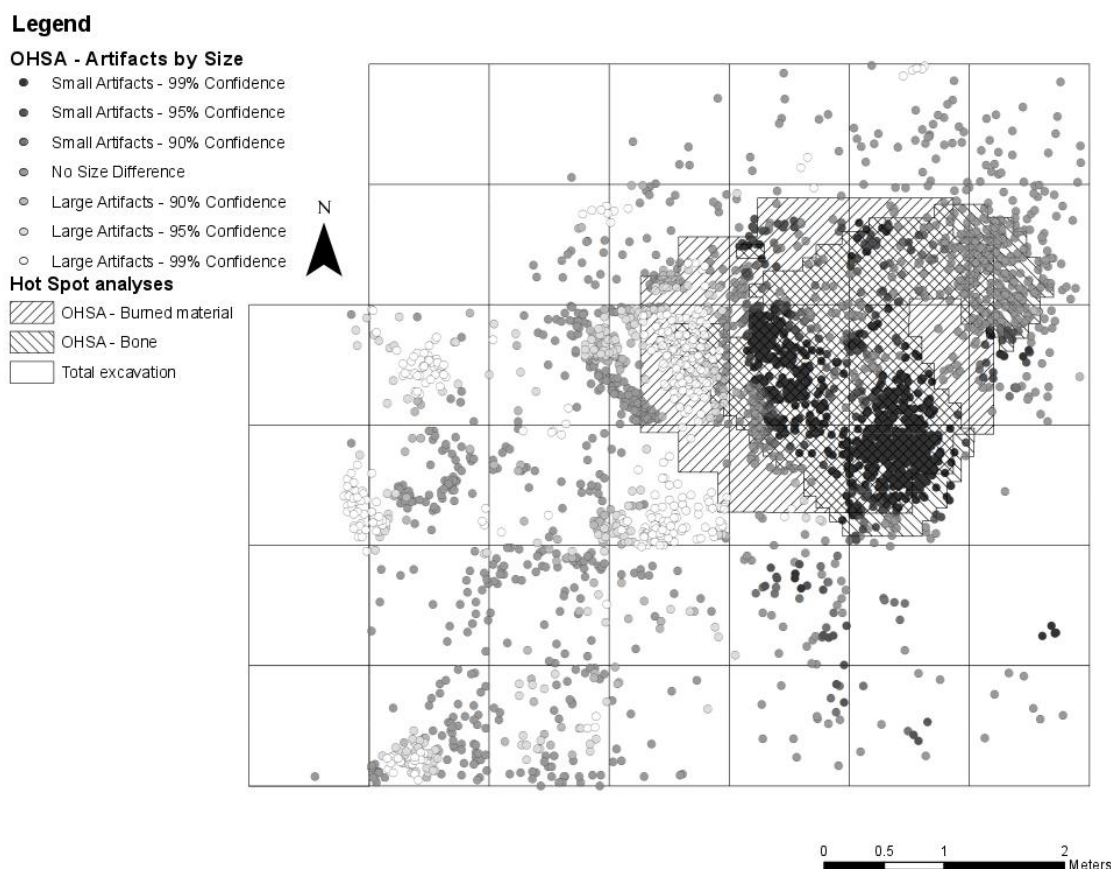 Legend
OHSA - Artifacts by Size
Small Artifacts - 99% Confidence
Small Artifacts - 95% Confidence
Small Artifacts - 90% Confidence
No Size Difference
Large Artifacts - 90% Confidence
Large Artifacts - 95% Confidence
Large Artifacts - 99% Confidence
Hot Spot analyses
OHSA - Burned material
OHSA - Bone
Total excavation
N
0 0.5 1 2
Meters